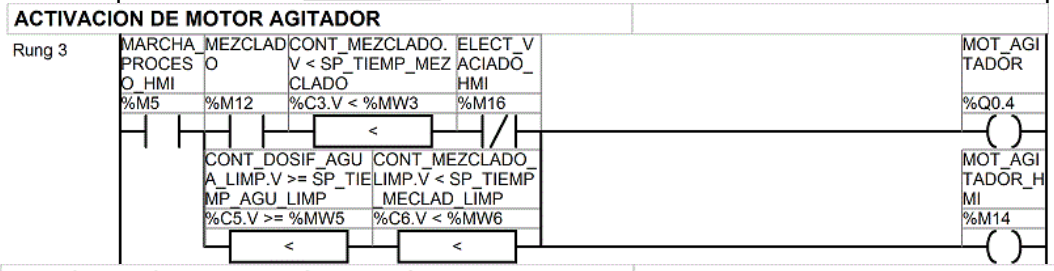 ACTIVACION DE MOTOR AGITADOR
Rung 3
MARCHA_
PROCES
O_HMI
%M5
MEZCLAD
O
%M12
CONT_MEZCLADO.
V < SP_TIEMP_MEZ
CLADO
%C3.V < %MW3
ELECT_V
ACIADO_
HMI
%M16
MOT_AGI
TADOR
%Q0.4
<
CONT_DOSIF_AGU
A_LIMP.V >= SP_TIE
MP_AGU_LIMP
%C5.V >= %MW5
CONT_MEZCLADO_
LIMP.V < SP_TIEMP
_MECLAD_LIMP
%C6.V < %MW6
MOT_AGI
TADOR_H
MI
%M14
<
<